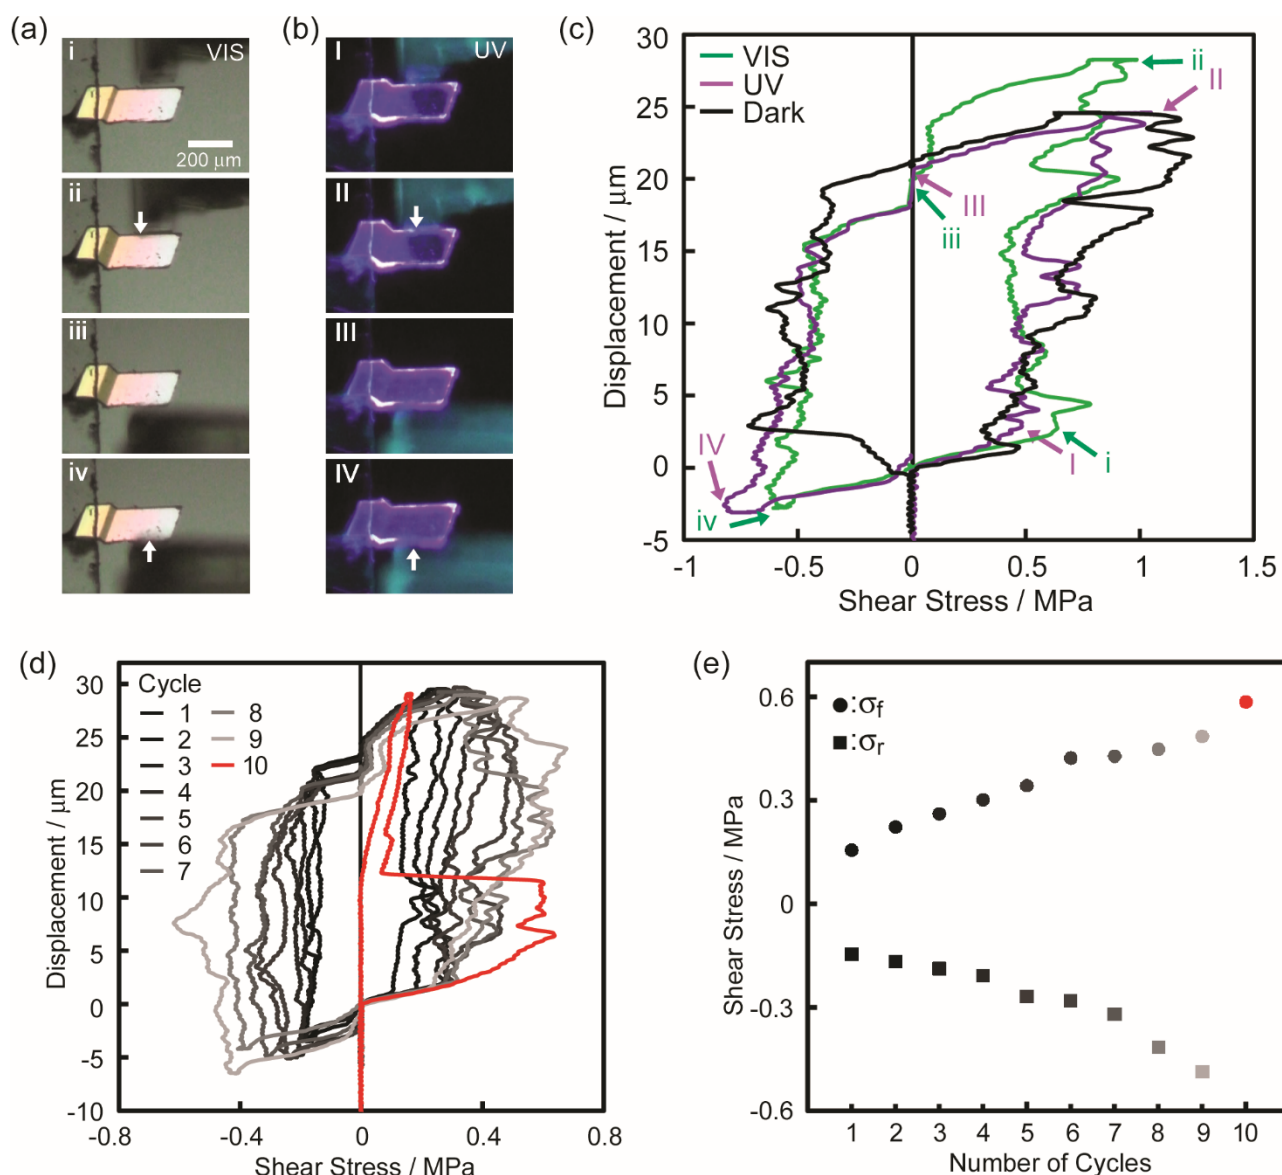 (a)
i
VIS
200 μm
ii
iii
iv
(b)
I
UV
II
III
IV
(c)
30
25
20
15
10
5
0
-5
Displacement / μm
VIS
UV
Dark
ii
II
III
iii
IV
iv
I
i
-1
-0.5
0
0.5
1
1.5
Shear Stress / MPa
(d)
30
20
10
0
-10
Displacement / μm
Cycle
1
2
3
4
5
6
7
8
9
10
-0.8
-0.4
0
0.4
0.8
Shear Stress / MPa
(e)
0.6
0.3
0
-0.3
-0.6
Shear Stress / MPa
:σf
:σr
1 2 3 4 5 6 7 8 9 10
Number of Cycles